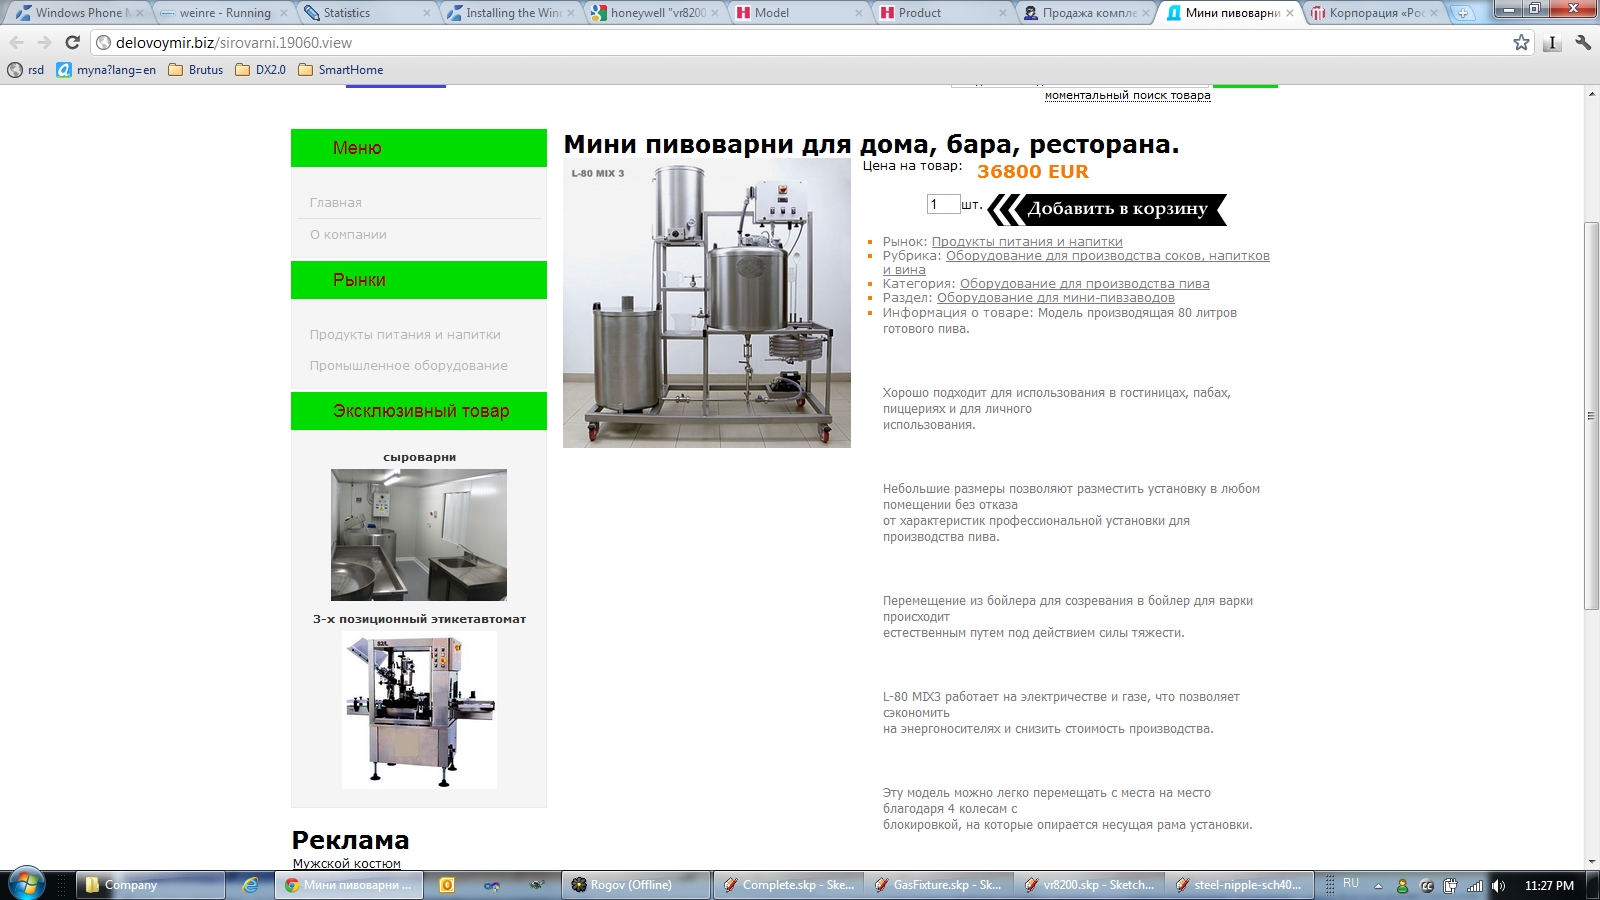 Windows Phone M
weinre - Running
Statistics
Installing the Win
honeywell "vr8200
Model
Product
Продажа компле
Мини пивоварни
Корпорация «Рос
delovoymir.biz/sirovarni.19060.view
rsd
myna?lang=en
Brutus
DX2.0
SmartHome
моментальный поиск товара
Меню
Главная
О компании
Рынки
Продукты питания и напитки
Промышленное оборудование
Эксклюзивный товар
сыроварни
3-х позиционный этикетавтомат
Реклама
Мужской костюм
Мини пивоварни для дома, бара, ресторана.
L-80 MIX 3
Цена на товар: 36800 EUR
1 шт. Добавить в корзину
Рынок: Продукты питания и напитки
Рубрика: Оборудование для производства соков, напитков
и вина
Категория: Оборудование для производства пива
Раздел: Оборудование для мини-пивзаводов
Информация о товаре: Модель производящая 80 литров
готового пива.
Хорошо подходит для использования в гостиницах, пабах,
пиццериях и для личного
использования.
Небольшие размеры позволяют разместить установку в любом
помещении без отказа
от характеристик профессиональной установки для
производства пива.
Перемещение из бойлера для созревания в бойлер для варки
происходит
естественным путем под действием силы тяжести.
L-80 MIX3 работает на электричестве и газе, что позволяет
сэкономить
на энергоносителях и снизить стоимость производства.
Эту модель можно легко перемещать с места на место
благодаря 4 колесам с
блокировкой, на которые опирается несущая рама установки.
Company
Мини пивоварни ...
Rogov (Offline)
Complete.skp - Ske...
GasFixture.skp - Sk...
vr8200.skp - Sketch...
steel-nipple-sch40...
RU
11:27 PM